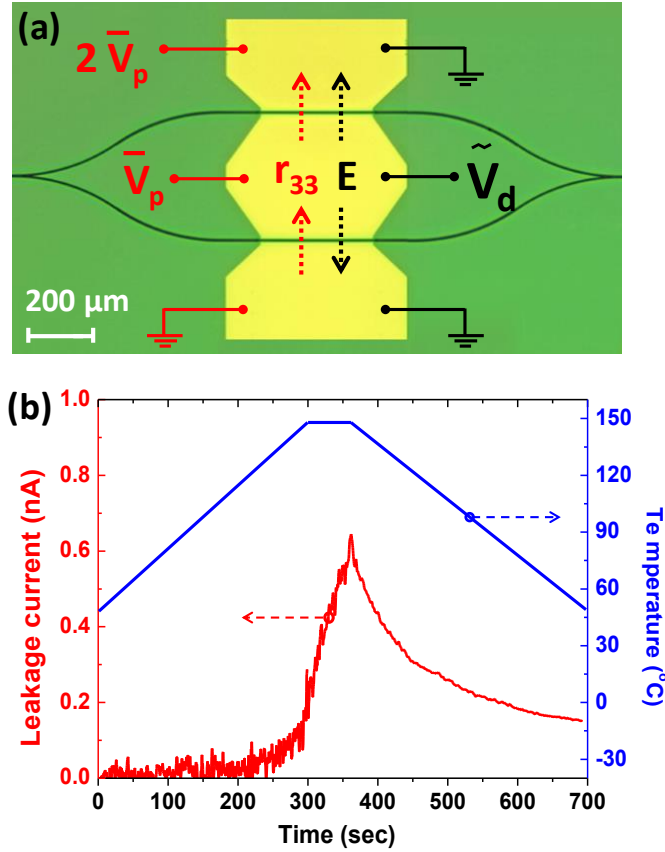 (a)
2 V̅p
V̅p
r33
E
Ṽd
200 μm
(b)
1.0
0.8
0.6
0.4
0.2
0.0
Leakage current (nA)
150
120
90
60
30
0
-30
Te mperature (°C)
0 100 200 300 400 500 600 700
Time (sec)